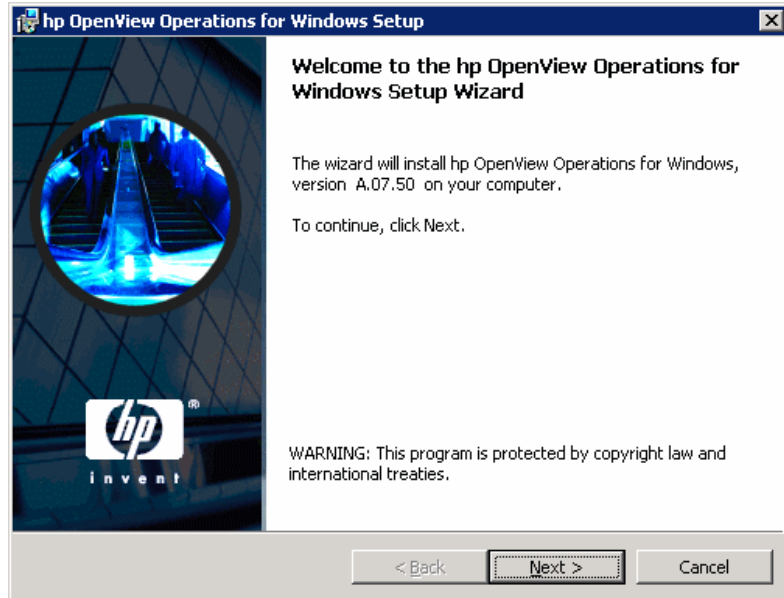 hp OpenView Operations for Windows Setup
Welcome to the hp OpenView Operations for
Windows Setup Wizard
The wizard will install hp OpenView Operations for Windows,
version A.07.50 on your computer.
To continue, click Next.
hp ®
invent
WARNING: This program is protected by copyright law and
international treaties.
< Back
Next >
Cancel